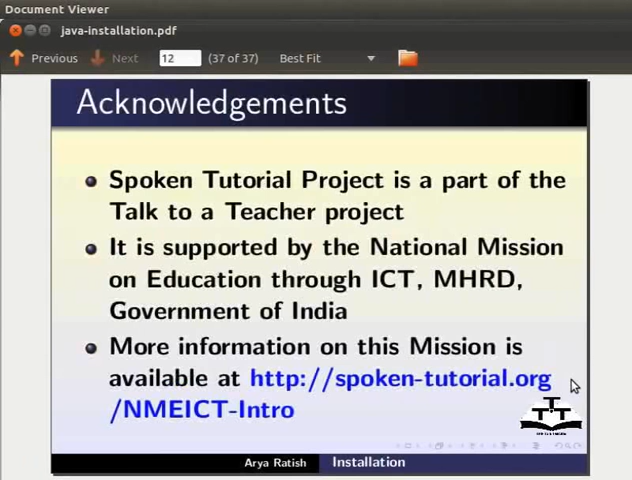 Document Viewer
java-installation.pdf
Previous Next 12 (37 of 37) Best Fit
Acknowledgements
Spoken Tutorial Project is a part of the
Talk to a Teacher project
It is supported by the National Mission
on Education through ICT, MHRD,
Government of India
More information on this Mission is
available at http://spoken-tutorial.org
/NMEICT-Intro
Arya Ratish Installation